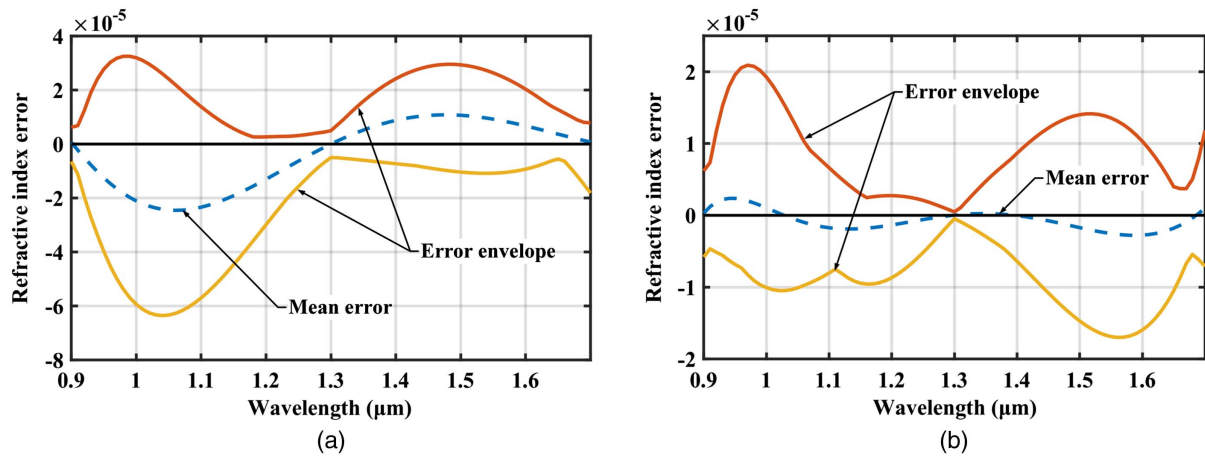 ×10⁻⁵
4
2
0
-2
-4
-6
-8
Refractive index error
Error envelope
Mean error
0.9 1 1.1 1.2 1.3 1.4 1.5 1.6
Wavelength (μm)
(a)
×10⁻⁵
2
1
0
-1
-2
Refractive index error
Error envelope
Mean error
0.9 1 1.1 1.2 1.3 1.4 1.5 1.6
Wavelength (μm)
(b)